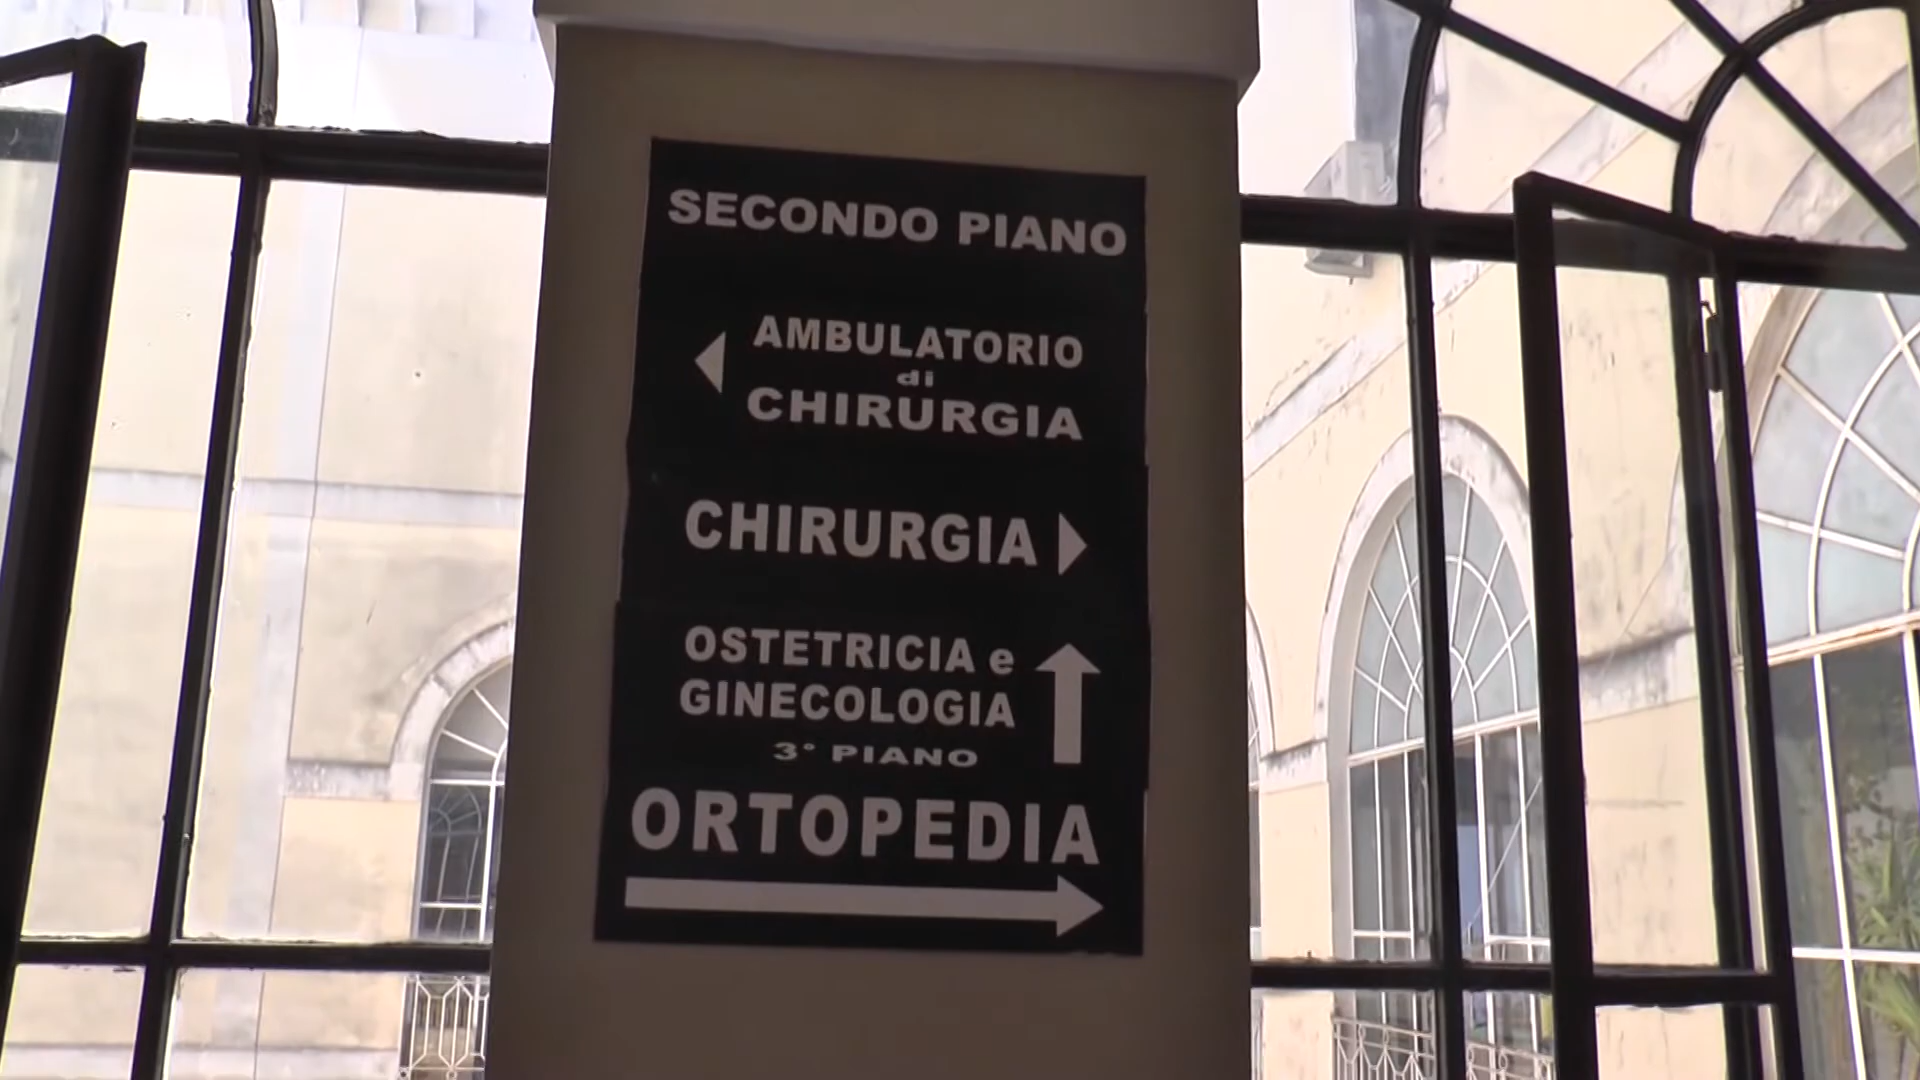 SECONDO PIANO
AMBULATORIO
di
CHIRURGIA
CHIRURGIA
OSTETRICIA e
GINECOLOGIA
3° PIANO
ORTOPEDIA